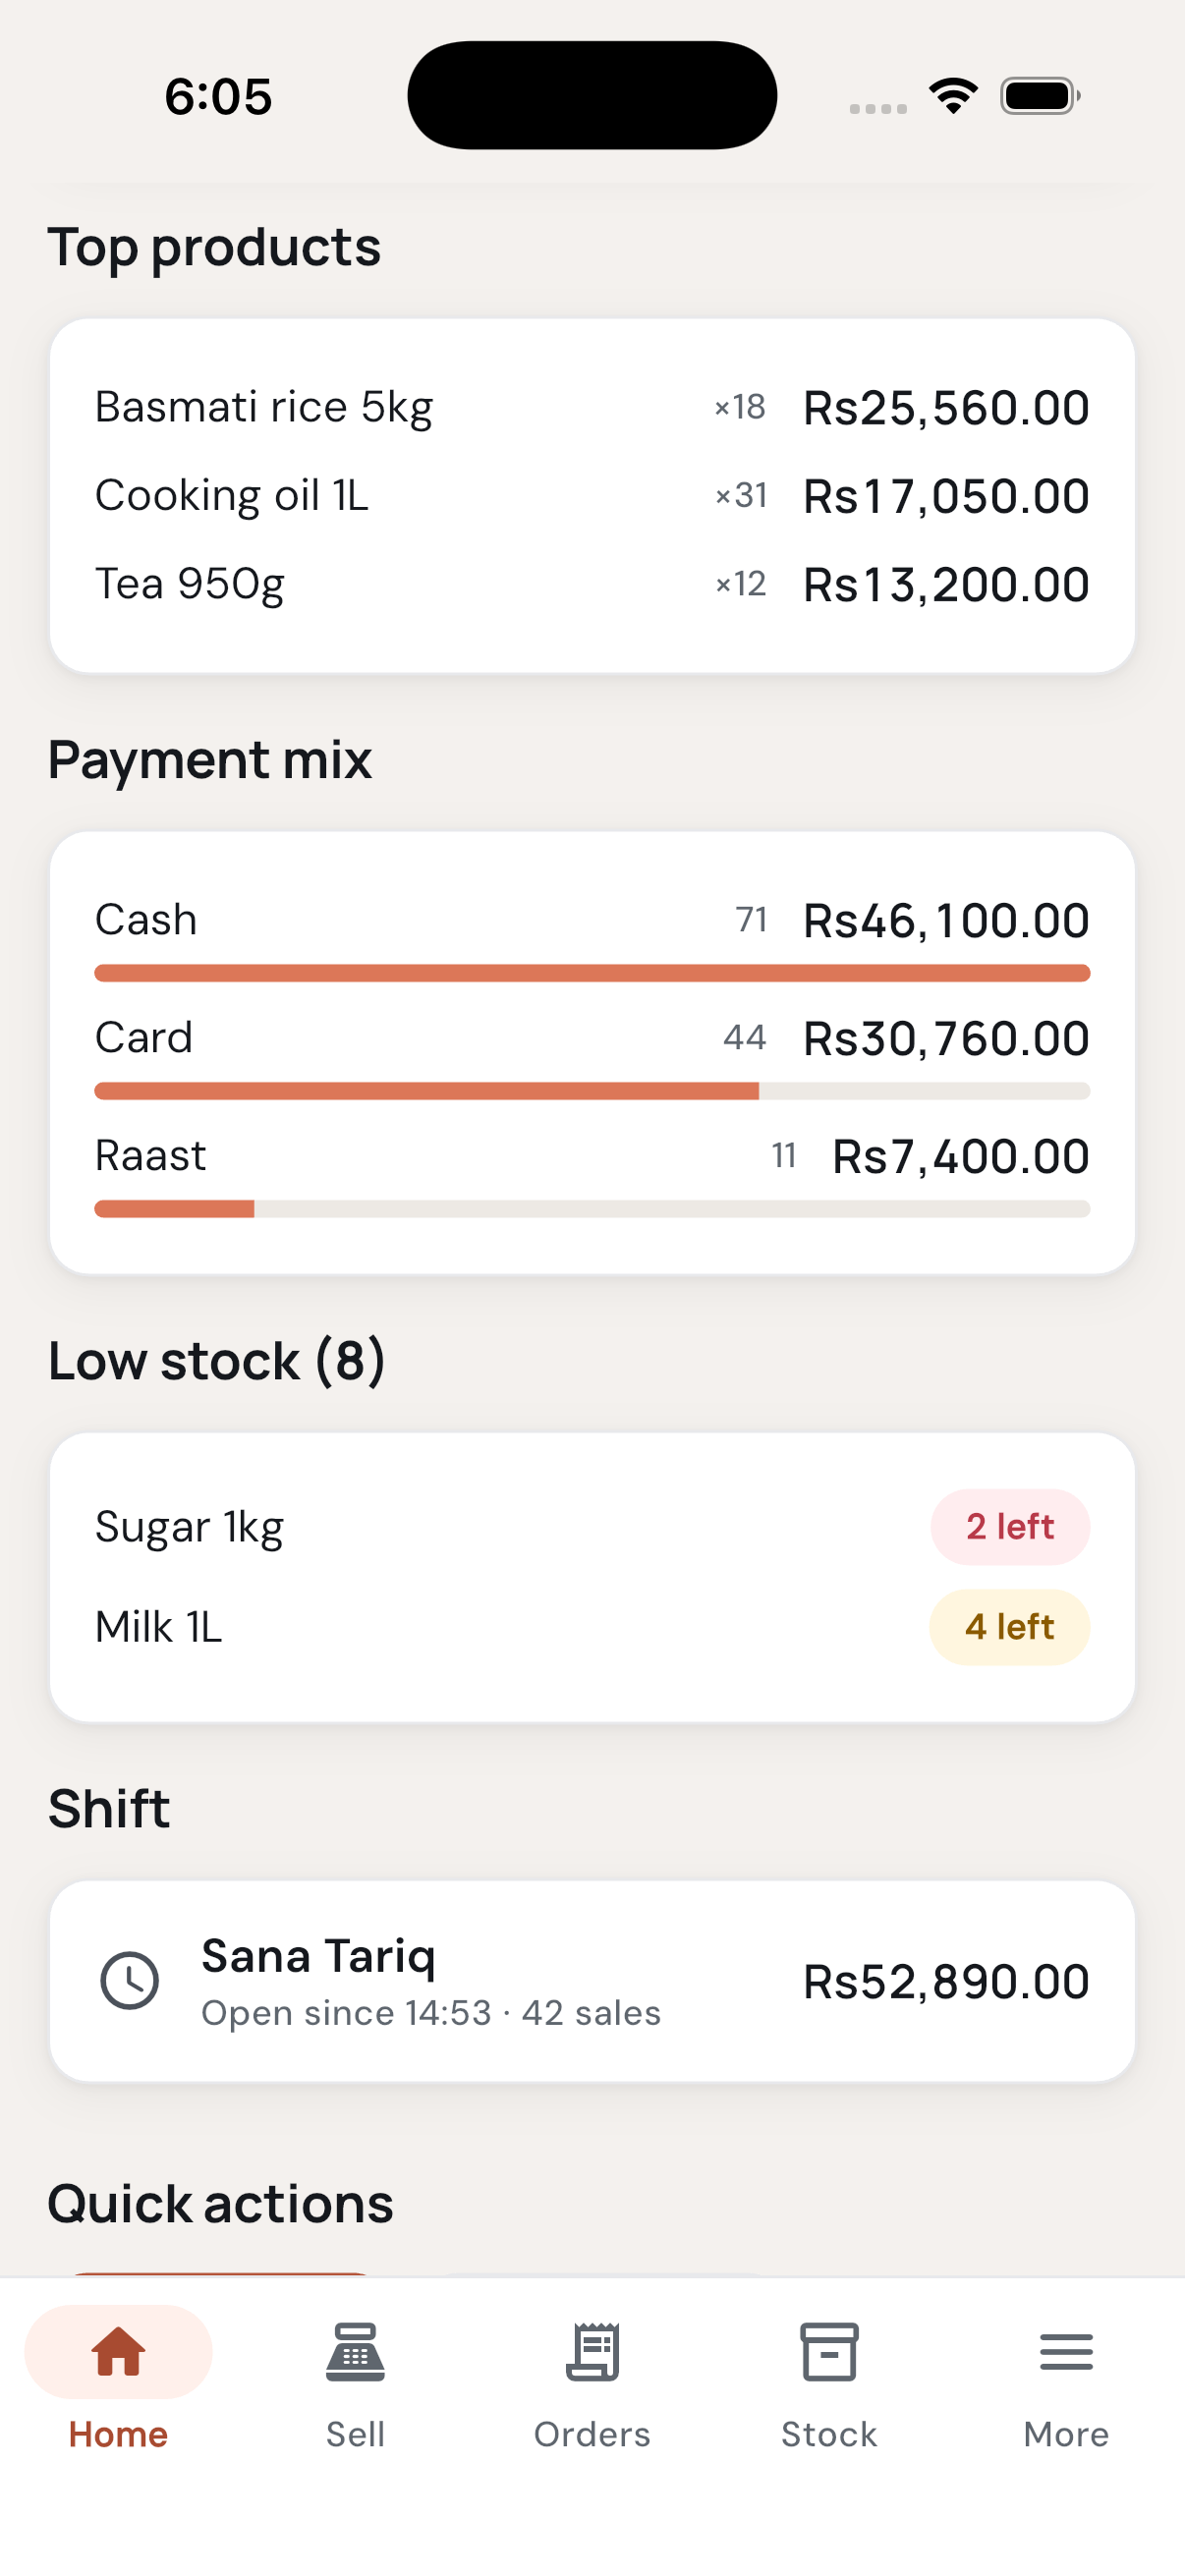 6:05
Top products
Basmati rice 5kg ×18 Rs25,560.00
Cooking oil 1L ×31 Rs17,050.00
Tea 950g ×12 Rs13,200.00
Payment mix
Cash 71 Rs46,100.00
Card 44 Rs30,760.00
Raast 11 Rs7,400.00
Low stock (8)
Sugar 1kg 2 left
Milk 1L 4 left
Shift
Sana Tariq
Open since 14:53 · 42 sales
Rs52,890.00
Quick actions
Home Sell Orders Stock More